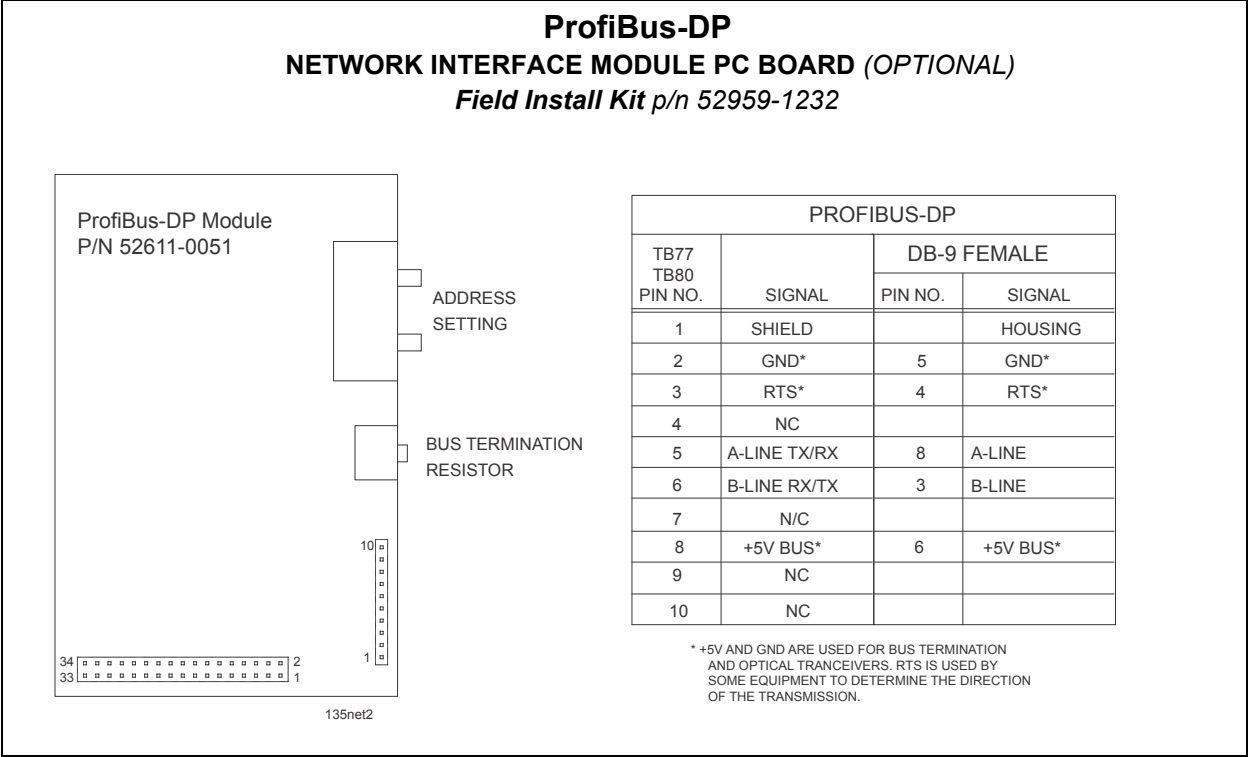 ProfiBus-DP
NETWORK INTERFACE MODULE PC BOARD (OPTIONAL)
Field Install Kit p/n 52959-1232
ProfiBus-DP Module
P/N 52611-0051
ADDRESS
SETTING
BUS TERMINATION
RESISTOR
10
1
34 2
33 1
135net2
PROFIBUS-DP
TB77
TB80
PIN NO. SIGNAL
DB-9 FEMALE
PIN NO. SIGNAL
1 SHIELD HOUSING
2 GND* 5 GND*
3 RTS* 4 RTS*
4 NC
5 A-LINE TX/RX 8 A-LINE
6 B-LINE RX/TX 3 B-LINE
7 N/C
8 +5V BUS* 6 +5V BUS*
9 NC
10 NC
* +5V AND GND ARE USED FOR BUS TERMINATION
AND OPTICAL TRANCEIVERS. RTS IS USED BY
SOME EQUIPMENT TO DETERMINE THE DIRECTION
OF THE TRANSMISSION.